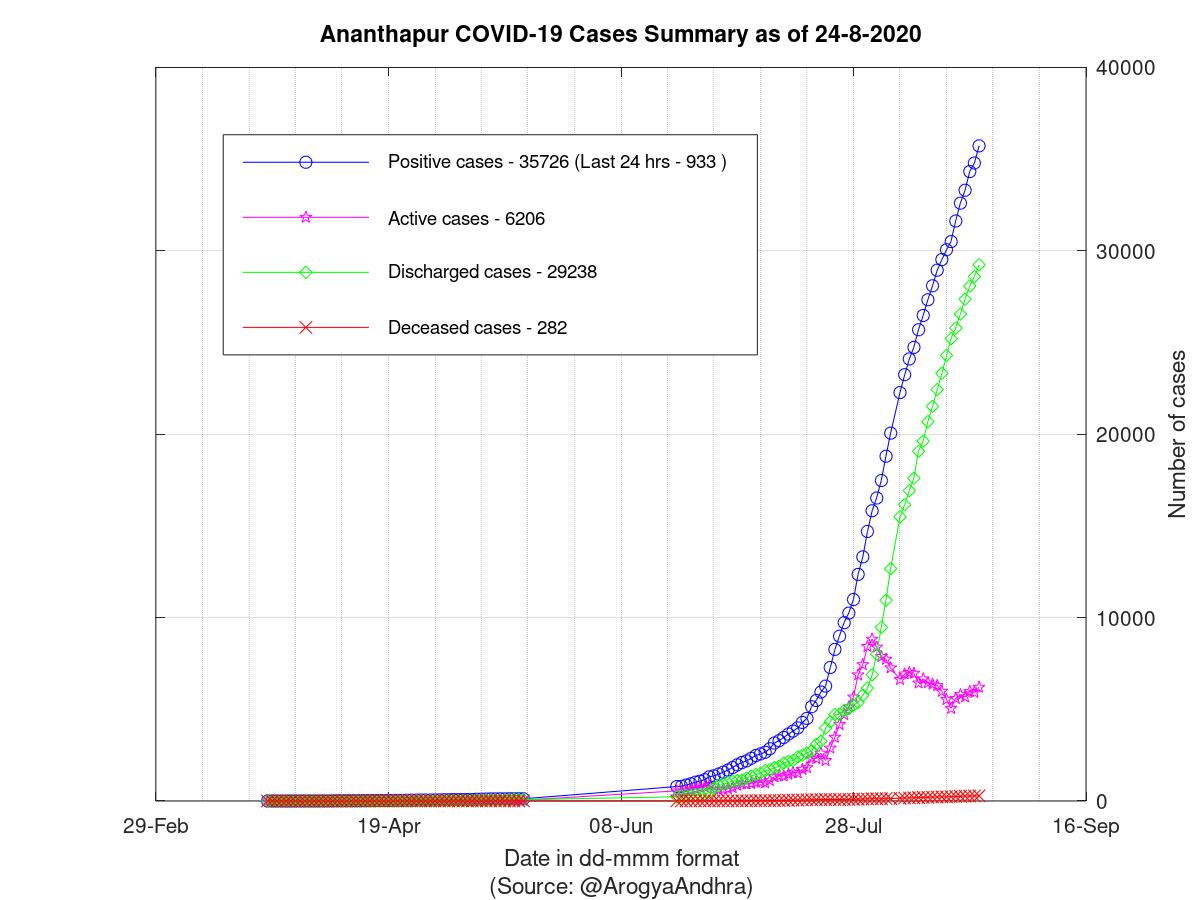 Ananthapur COVID-19 Cases Summary as of 24-8-2020
40000
Positive cases - 35726 (Last 24 hrs - 933 )
Active cases - 6206
Discharged cases - 29238
Deceased cases - 282
30000
20000
10000
0
Number of cases
29-Feb 19-Apr 08-Jun 28-Jul 16-Sep
Date in dd-mmm format
(Source: @ArogyaAndhra)